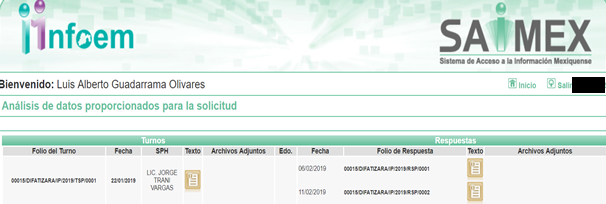 infoem
SAIMEX
Sistema de Acceso a la Información Mexiquense
Bienvenido: Luis Alberto Guadarrama Olivares
Inicio Salir
Análisis de datos proporcionados para la solicitud
Turnos Respuestas
Folio del Turno Fecha SPH Texto Archivos Adjuntos Edo. Fecha Folio de Respuesta Texto Archivos Adjuntos
00015/DIFATIZARA/IP/2019/TSP/0001 22/01/2019 LIC. JORGE TRANI VARGAS
06/02/2019 00015/DIFATIZARA/IP/2019/RSP/0001
11/02/2019 00015/DIFATIZARA/IP/2019/RSP/0002